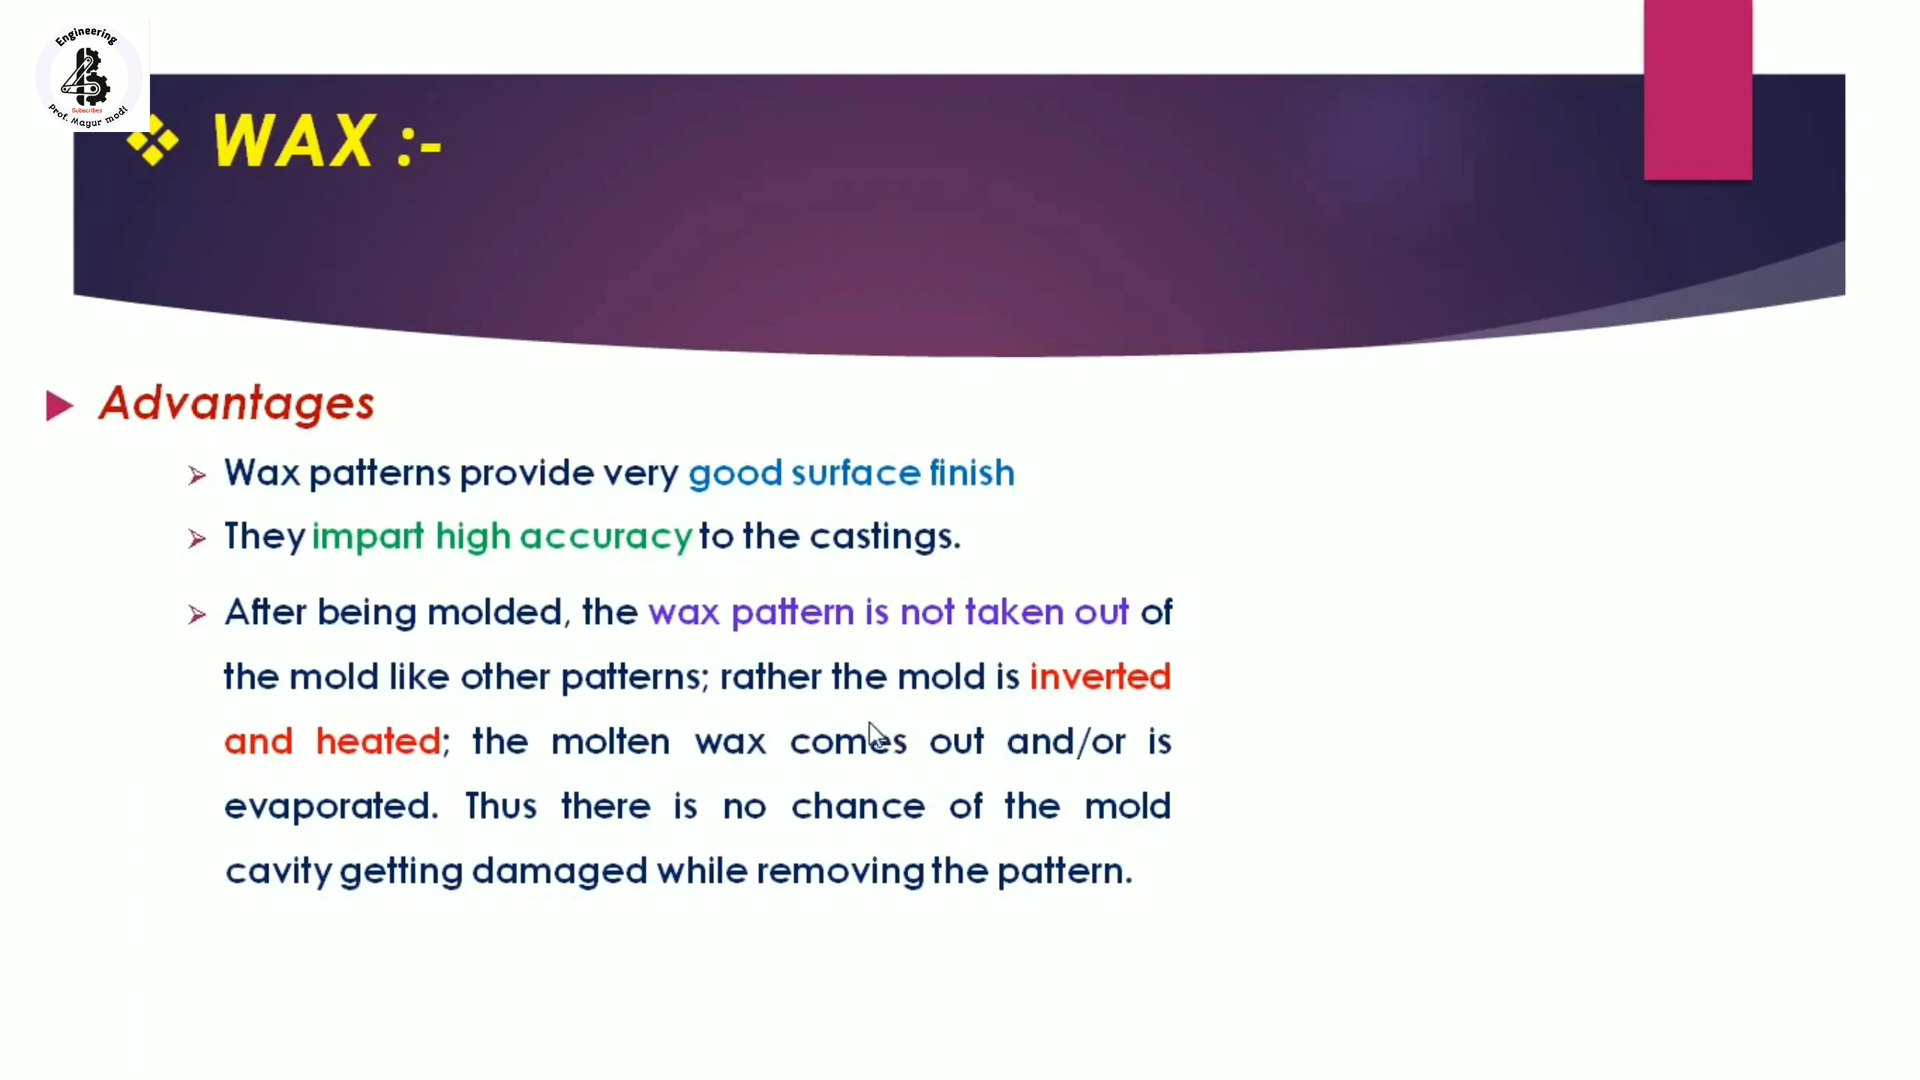 Engineering
Subscribes
Prof. Mayur modi
❖ WAX :-
Advantages
Wax patterns provide very good surface finish
They impart high accuracy to the castings.
After being molded, the wax pattern is not taken out of
the mold like other patterns; rather the mold is inverted
and heated; the molten wax comes out and/or is
evaporated. Thus there is no chance of the mold
cavity getting damaged while removing the pattern.